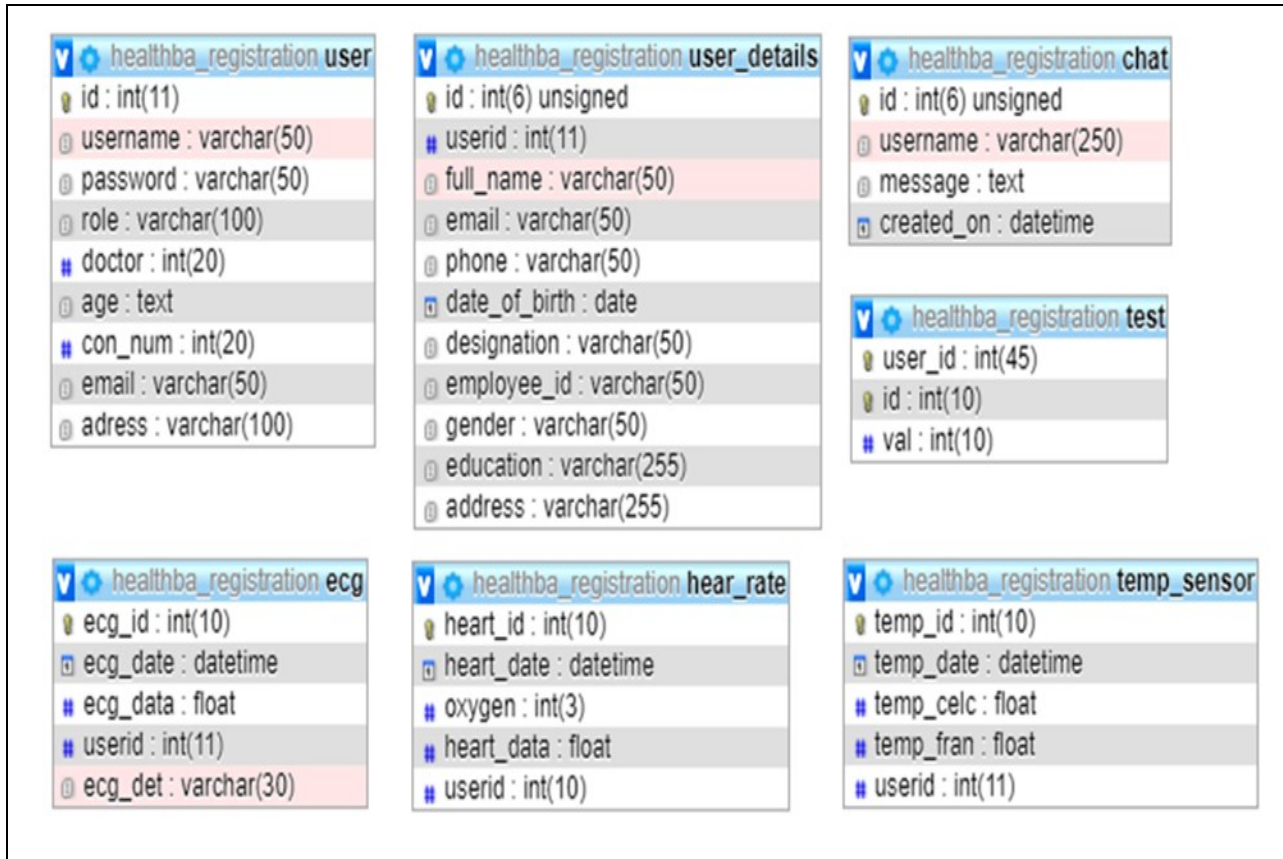 healthba_registration user
id : int(11)
username : varchar(50)
password : varchar(50)
role : varchar(100)
doctor : int(20)
age : text
con_num : int(20)
email : varchar(50)
adress : varchar(100)
healthba_registration user_details
id : int(6) unsigned
userid : int(11)
full_name : varchar(50)
email : varchar(50)
phone : varchar(50)
date_of_birth : date
designation : varchar(50)
employee_id : varchar(50)
gender : varchar(50)
education : varchar(255)
address : varchar(255)
healthba_registration chat
id : int(6) unsigned
username : varchar(250)
message : text
created_on : datetime
healthba_registration test
user_id : int(45)
id : int(10)
val : int(10)
healthba_registration ecg
ecg_id : int(10)
ecg_date : datetime
ecg_data : float
userid : int(11)
ecg_det : varchar(30)
healthba_registration hear_rate
heart_id : int(10)
heart_date : datetime
oxygen : int(3)
heart_data : float
userid : int(10)
healthba_registration temp_sensor
temp_id : int(10)
temp_date : datetime
temp_celc : float
temp_fran : float
userid : int(11)